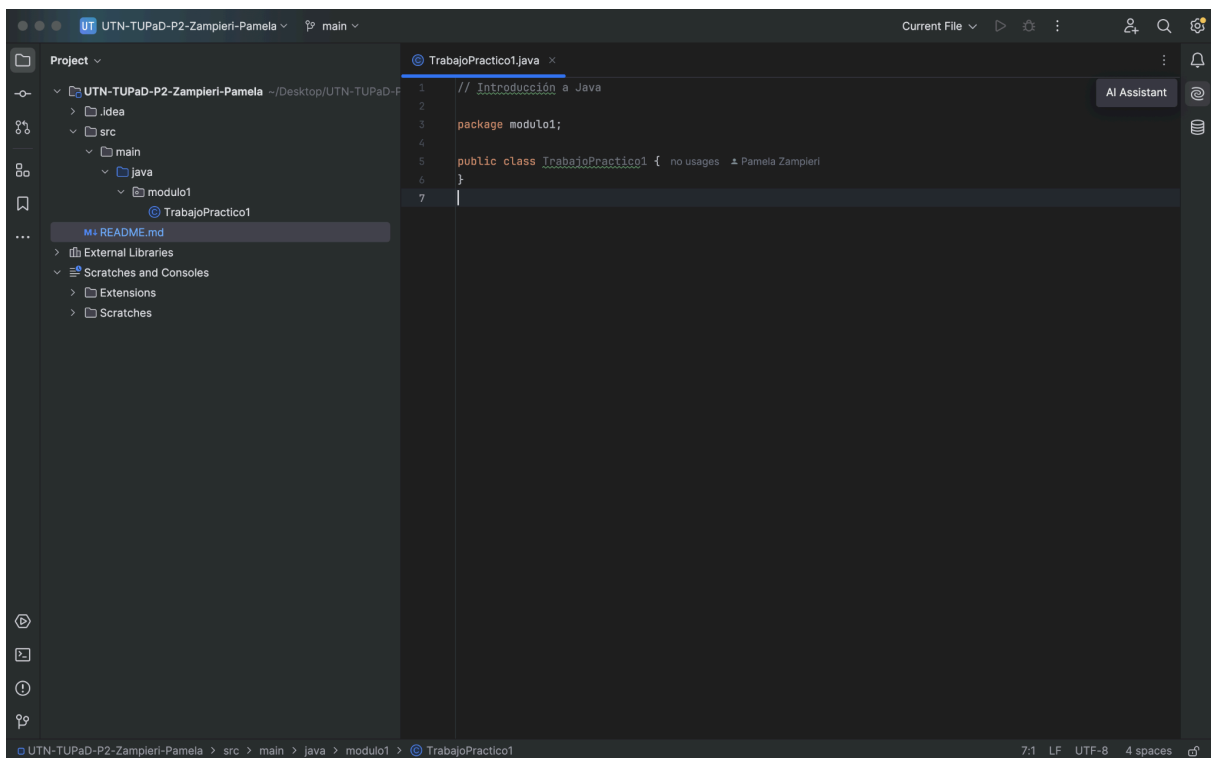 UT UTN-TUPaD-P2-Zampieri-Pamela main Current File
Project
TrabajoPractico1.java
UTN-TUPaD-P2-Zampieri-Pamela ~/Desktop/UTN-TUPaD-P
.idea
src
main
java
modulo1
TrabajoPractico1
M↓ README.md
External Libraries
Scratches and Consoles
Extensions
Scratches
1 // Introducción a Java
2
3 package modulo1;
4
5 public class TrabajoPractico1 { no usages Pamela Zampieri
6 }
7
AI Assistant
UTN-TUPaD-P2-Zampieri-Pamela > src > main > java > modulo1 > TrabajoPractico1 7:1 LF UTF-8 4 spaces